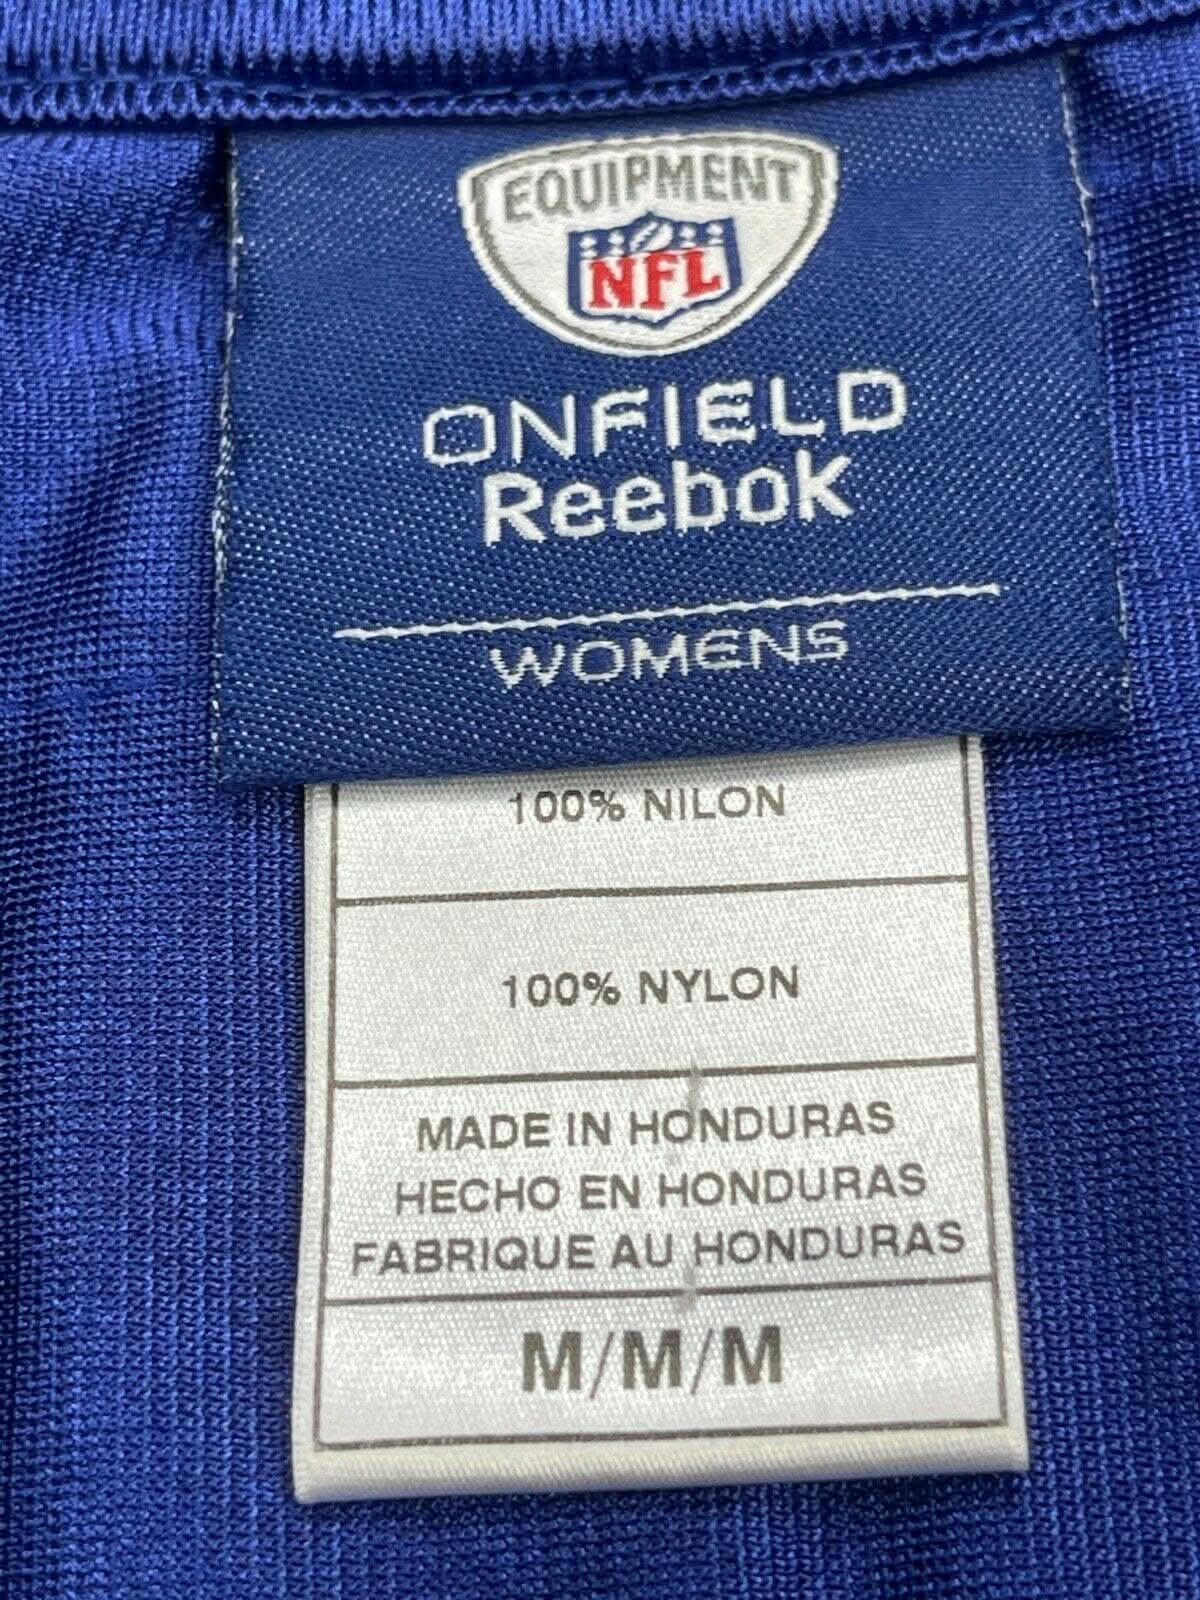 EQUIPMENT
NFL
ONFIELD
Reebok
WOMENS
100% NILON
100% NYLON
MADE IN HONDURAS
HECHO EN HONDURAS
FABRIQUE AU HONDURAS
M/M/M